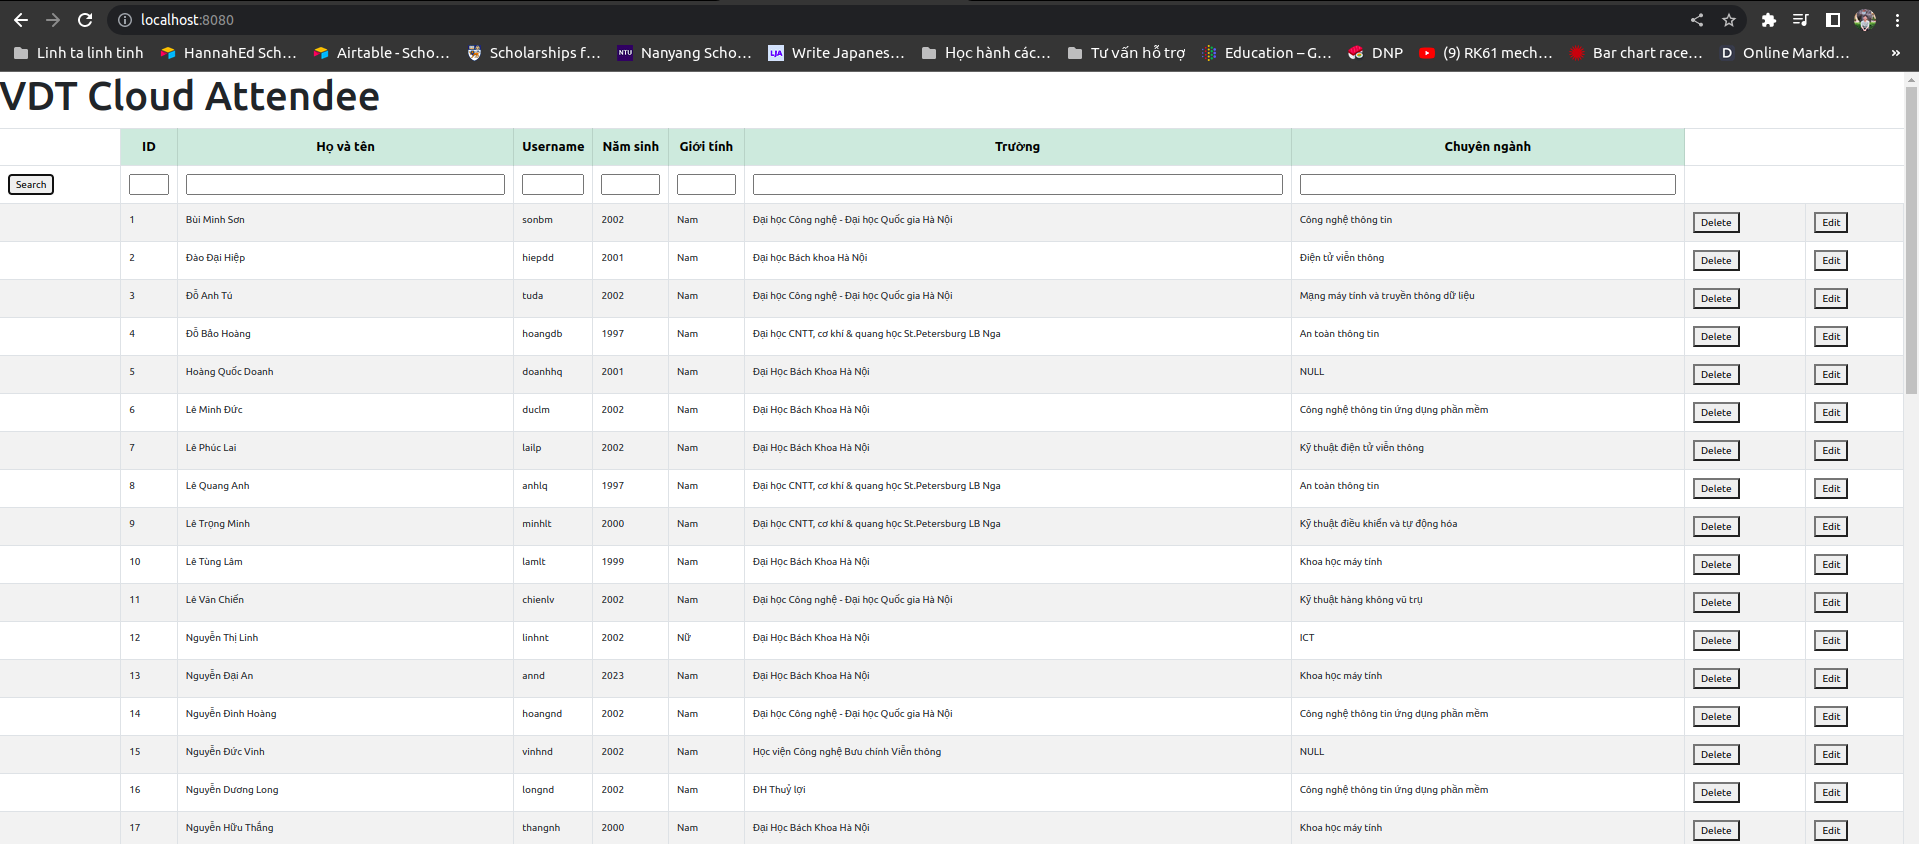 localhost:8080
Linh ta linh tinh HannahEd Sch... Airtable - Scho... Scholarships f... NTU Nanyang Scho... LJA Write Japanes... Học hành các... Tư vấn hỗ trợ Education – G... DNP (9) RK61 mech... Bar chart race... D Online Markd... »
VDT Cloud Attendee
ID Họ và tên Username Năm sinh Giới tính Trường Chuyên ngành
Search
1 Bùi Minh Sơn sonbm 2002 Nam Đại học Công nghệ - Đại học Quốc gia Hà Nội Công nghệ thông tin Delete Edit
2 Đào Đại Hiệp hiepdd 2001 Nam Đại học Bách khoa Hà Nội Điện tử viễn thông Delete Edit
3 Đỗ Anh Tú tuda 2002 Nam Đại học Công nghệ - Đại học Quốc gia Hà Nội Mạng máy tính và truyền thông dữ liệu Delete Edit
4 Đỗ Bảo Hoàng hoangdb 1997 Nam Đại học CNTT, cơ khí & quang học St.Petersburg LB Nga An toàn thông tin Delete Edit
5 Hoàng Quốc Doanh doanhhq 2001 Nam Đại Học Bách Khoa Hà Nội NULL Delete Edit
6 Lê Minh Đức duclm 2002 Nam Đại Học Bách Khoa Hà Nội Công nghệ thông tin ứng dụng phần mềm Delete Edit
7 Lê Phúc Lai lailp 2002 Nam Đại Học Bách Khoa Hà Nội Kỹ thuật điện tử viễn thông Delete Edit
8 Lê Quang Anh anhlq 1997 Nam Đại học CNTT, cơ khí & quang học St.Petersburg LB Nga An toàn thông tin Delete Edit
9 Lê Trọng Minh minhlt 2000 Nam Đại học CNTT, cơ khí & quang học St.Petersburg LB Nga Kỹ thuật điều khiển và tự động hóa Delete Edit
10 Lê Tùng Lâm lamlt 1999 Nam Đại Học Bách Khoa Hà Nội Khoa học máy tính Delete Edit
11 Lê Văn Chiến chienlv 2002 Nam Đại học Công nghệ - Đại học Quốc gia Hà Nội Kỹ thuật hàng không vũ trụ Delete Edit
12 Nguyễn Thị Linh linhnt 2002 Nữ Đại Học Bách Khoa Hà Nội ICT Delete Edit
13 Nguyễn Đại An annd 2023 Nam Đại Học Bách Khoa Hà Nội Khoa học máy tính Delete Edit
14 Nguyễn Đình Hoàng hoangnd 2002 Nam Đại học Công nghệ - Đại học Quốc gia Hà Nội Công nghệ thông tin ứng dụng phần mềm Delete Edit
15 Nguyễn Đức Vinh vinhnd 2002 Nam Học viện Công nghệ Bưu chính Viễn thông NULL Delete Edit
16 Nguyễn Dương Long longnd 2002 Nam ĐH Thuỷ lợi Công nghệ thông tin ứng dụng phần mềm Delete Edit
17 Nguyễn Hữu Thắng thangnh 2000 Nam Đại Học Bách Khoa Hà Nội Khoa học máy tính Delete Edit